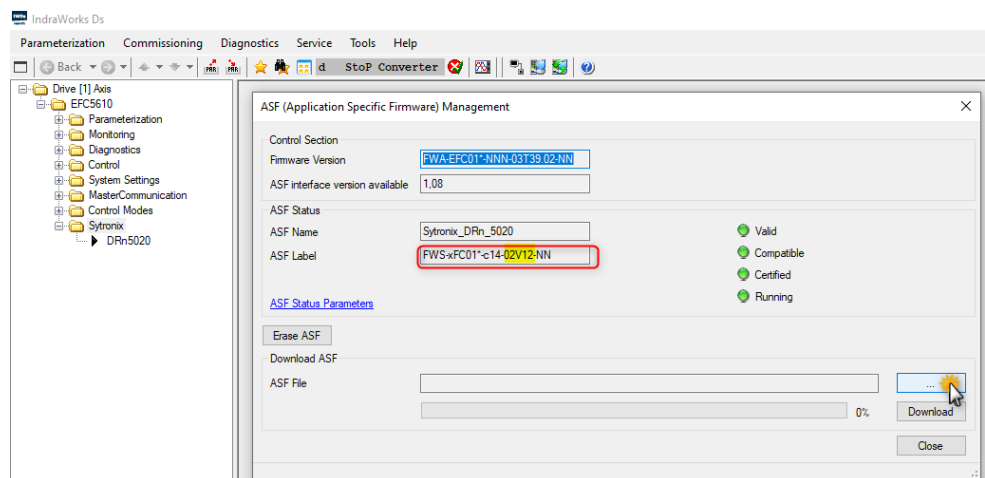 IndraWorks Ds
Parameterization Commissioning Diagnostics Service Tools Help
Back d StoP Converter
Drive [1] Axis
EFC5610
Parameterization
Monitoring
Diagnostics
Control
System Settings
MasterCommunication
Control Modes
Sytronix
DRn5020
ASF (Application Specific Firmware) Management
Control Section
Firmware Version FWA-EFC01*-NNN-03T39.02-NN
ASF interface version available 1,08
ASF Status
ASF Name Sytronix_DRn_5020 Valid
ASF Label FWS-xFC01*-c14-02V12-NN Compatible
Certified
ASF Status Parameters Running
Erase ASF
Download ASF
ASF File ...
0% Download
Close